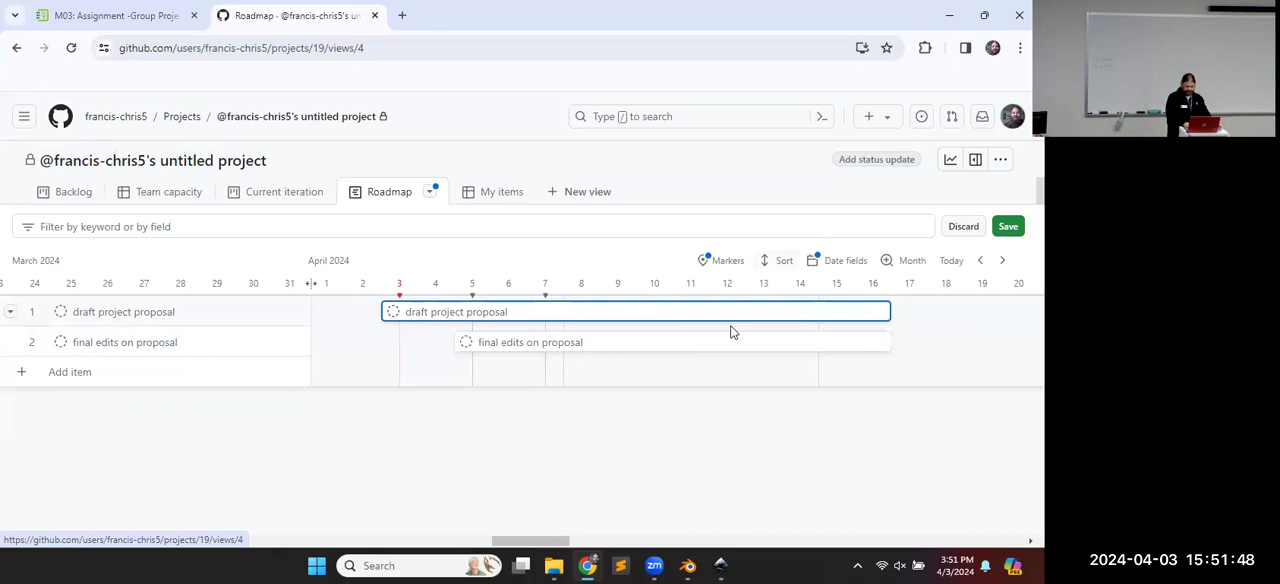 M03: Assignment -Group Proje
Roadmap · @francis-chris5's un
github.com/users/francis-chris5/projects/19/views/4
francis-chris5 / Projects / @francis-chris5's untitled project
Type / to search
@francis-chris5's untitled project
Add status update
Backlog
Team capacity
Current iteration
Roadmap
My items
New view
Filter by keyword or by field
Discard
Save
March 2024
April 2024
Markers
Sort
Date fields
Month
Today
24 25 26 27 28 29 30 31 1 2 3 4 5 6 7 8 9 10 11 12 13 14 15 16 17 18 19 20
1 draft project proposal
draft project proposal
2 final edits on proposal
final edits on proposal
Add item
https://github.com/users/francis-chris5/projects/19/views/4
Search
3:51 PM
4/3/2024
2024-04-03 15:51:48